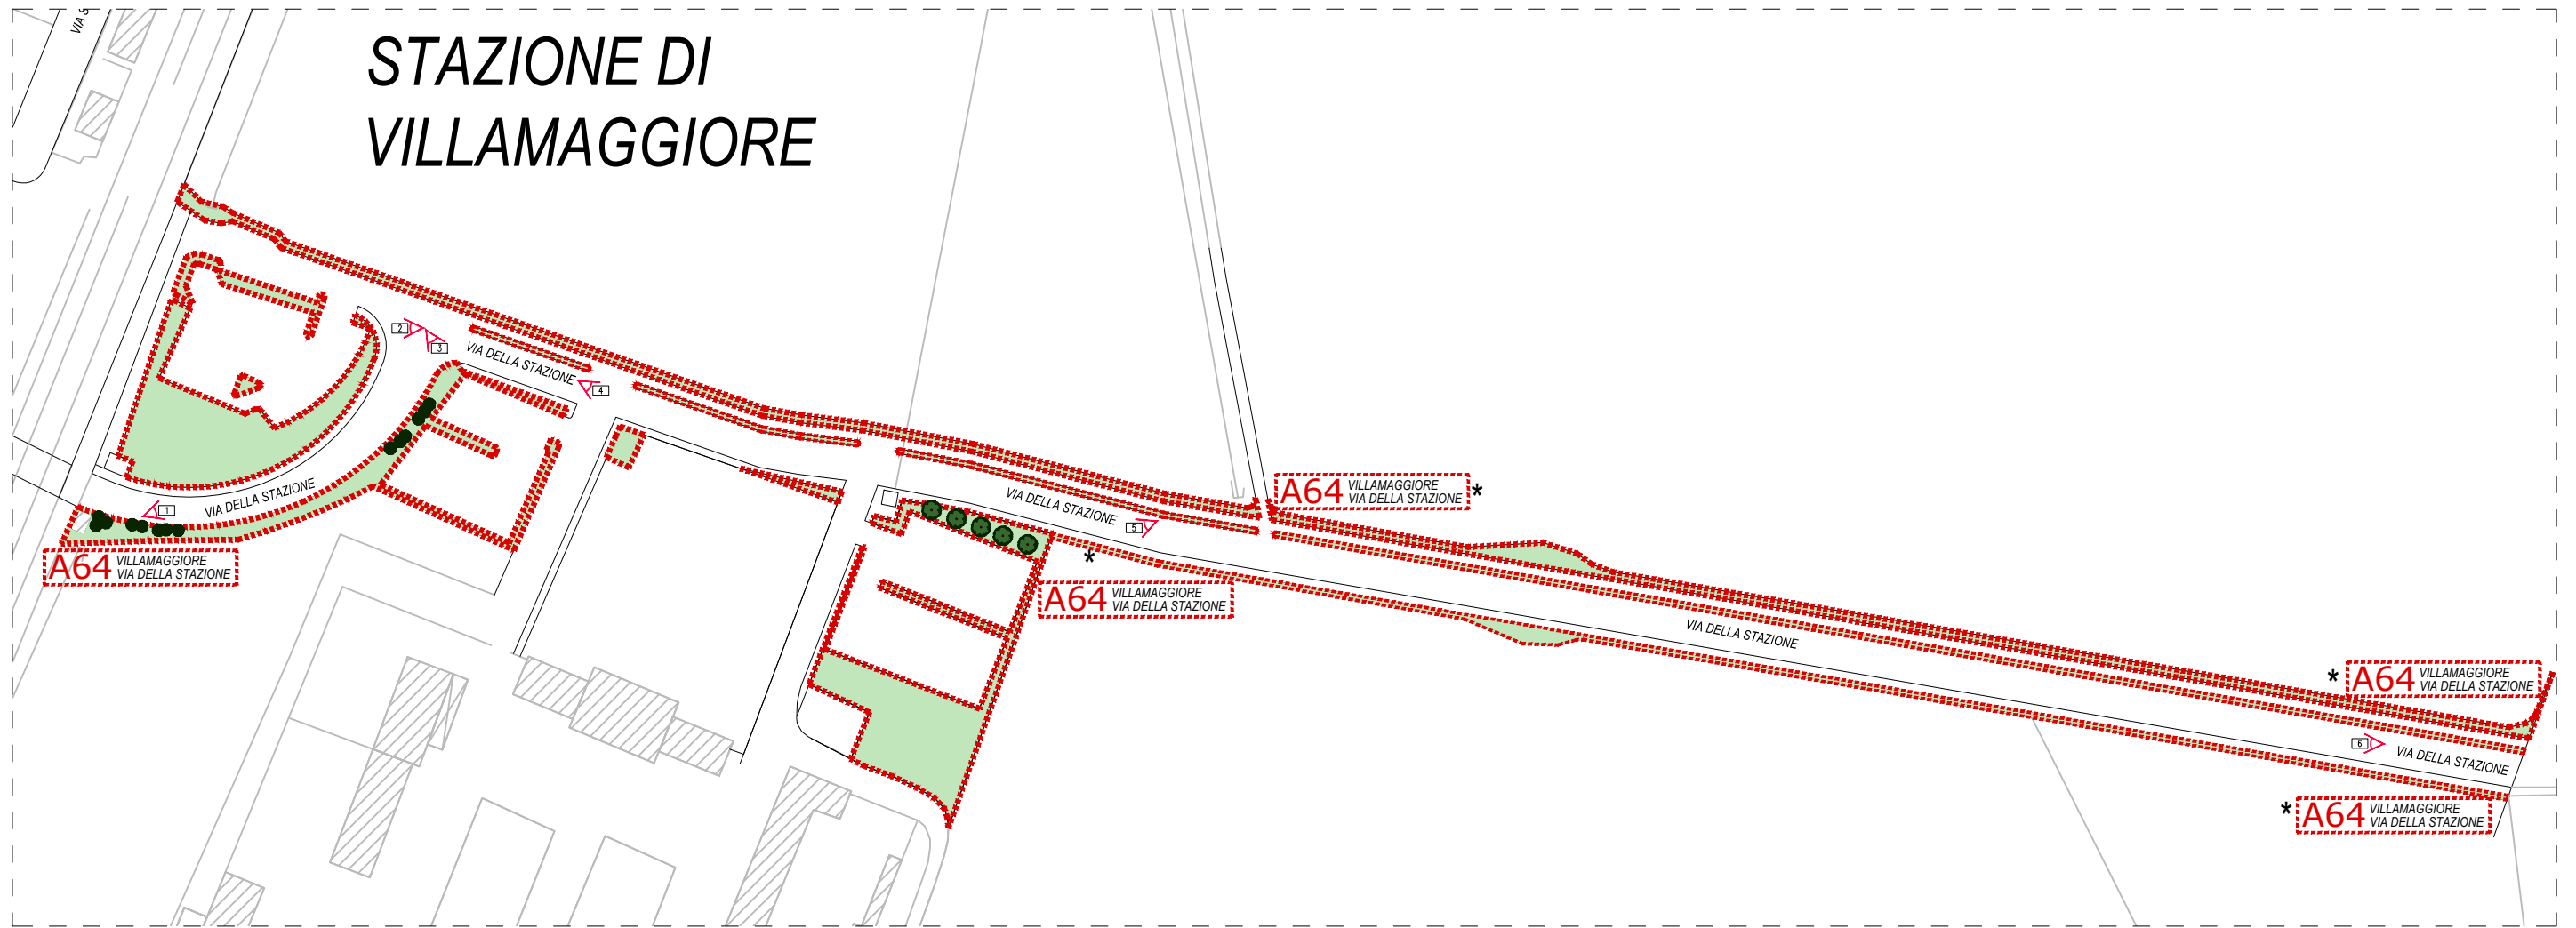 VIA S
STAZIONE DI
VILLAMAGGIORE
2
3
VIA DELLA STAZIONE
4
1
VIA DELLA STAZIONE
A64 VILLAMAGGIORE
VIA DELLA STAZIONE
VIA DELLA STAZIONE
5
*
A64 VILLAMAGGIORE
VIA DELLA STAZIONE
A64 VILLAMAGGIORE
VIA DELLA STAZIONE *
VIA DELLA STAZIONE
* A64 VILLAMAGGIORE
VIA DELLA STAZIONE
6
VIA DELLA STAZIONE
* A64 VILLAMAGGIORE
VIA DELLA STAZIONE